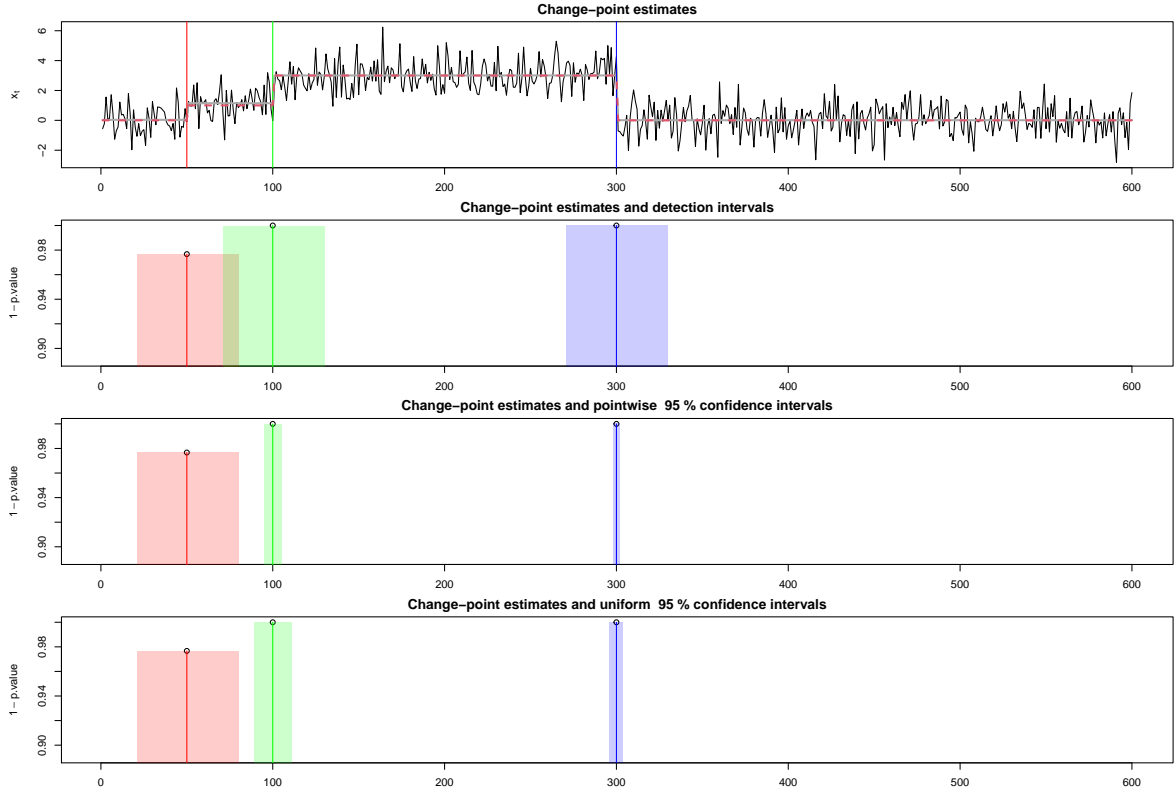 Change−point estimates
6
4
2
0
−2
xt
0 100 200 300 400 500 600
Change−point estimates and detection intervals
0.98
0.94
0.90
1 − p.value
0 100 200 300 400 500 600
Change−point estimates and pointwise 95 % confidence intervals
0.98
0.94
0.90
1 − p.value
0 100 200 300 400 500 600
Change−point estimates and uniform 95 % confidence intervals
0.98
0.94
0.90
1 − p.value
0 100 200 300 400 500 600